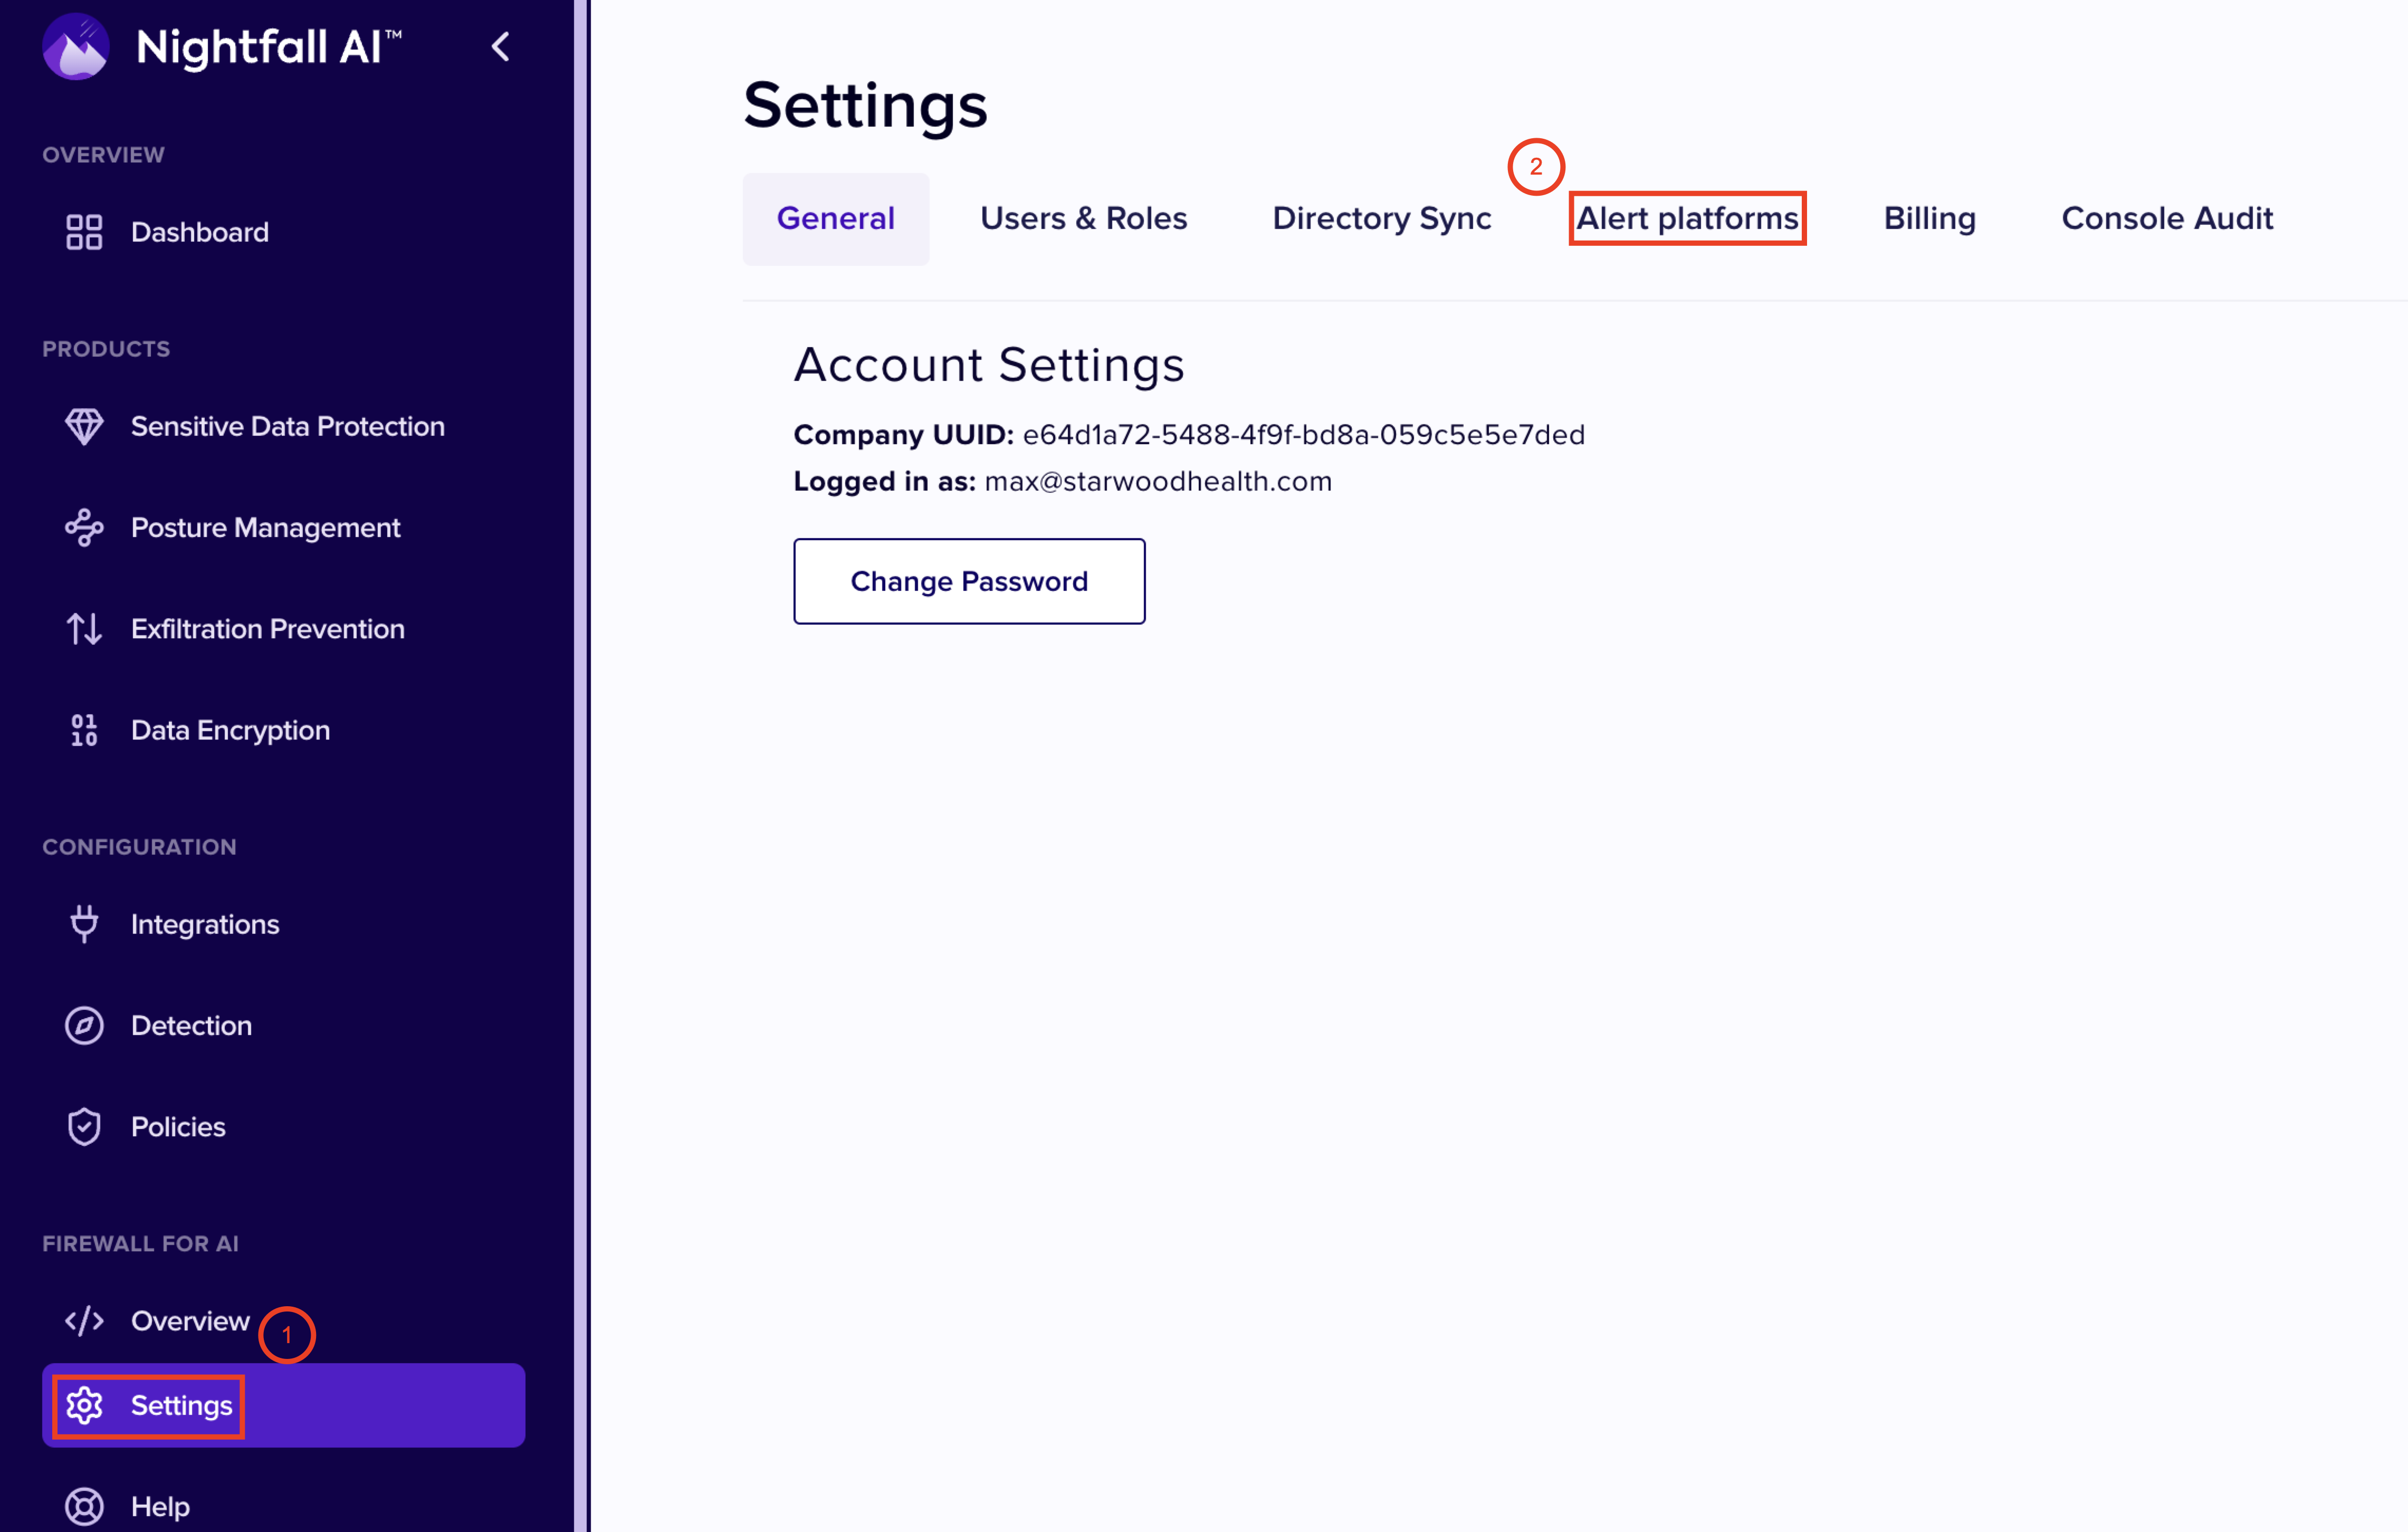 Nightfall AI™
OVERVIEW
Dashboard
PRODUCTS
Sensitive Data Protection
Posture Management
Exfiltration Prevention
01
10
Data Encryption
CONFIGURATION
Integrations
Detection
Policies
FIREWALL FOR AI
Overview
1
Settings
Help
Settings
2
General Users & Roles Directory Sync Alert platforms Billing Console Audit
Account Settings
Company UUID: e64d1a72-5488-4f9f-bd8a-059c5e5e7ded
Logged in as: max@starwoodhealth.com
Change Password